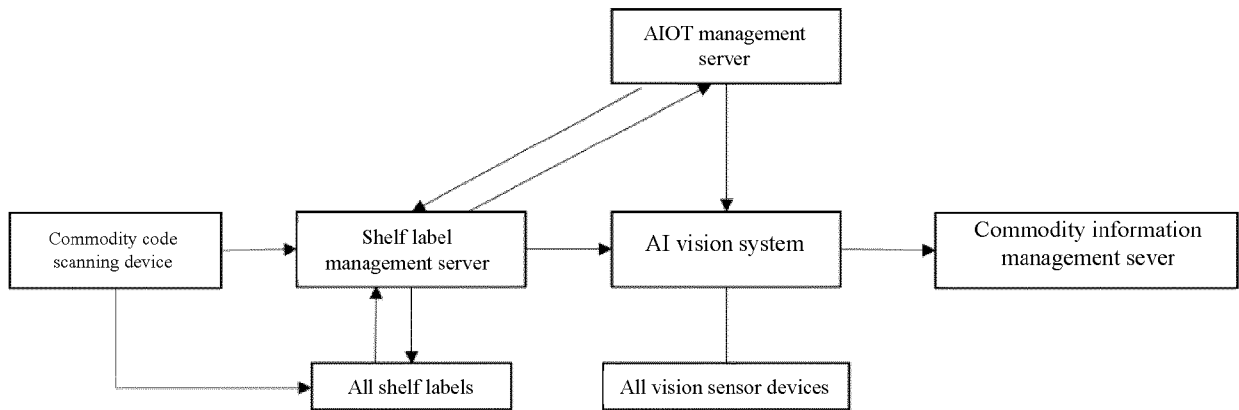 AIOT management
server
Commodity code
scanning device
Shelf label
management server
AI vision system
Commodity information
management sever
All shelf labels
All vision sensor devices